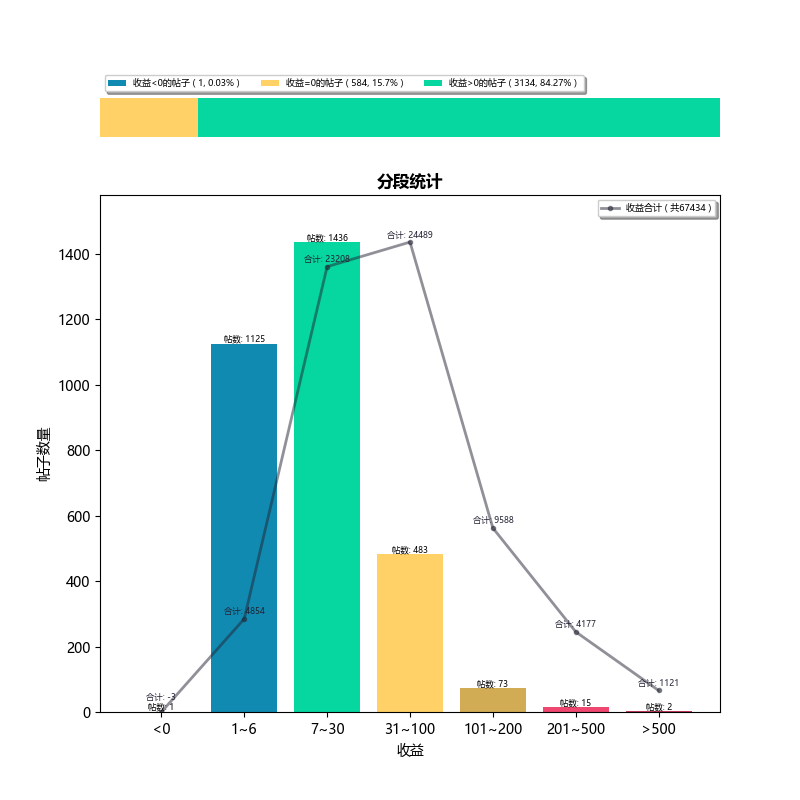 收益<0的帖子 ( 1, 0.03% ) 收益=0的帖子 ( 584, 15.7% ) 收益>0的帖子 ( 3134, 84.27% )
分段统计
收益合计 ( 共67434 )
合计: 24489
帖数: 1436
1400
合计: 23208
1200
帖数: 1125
1000
800
600
合计: 9588
帖数: 483
400
帖子数量
合计: 4854
合计: 4177
200
帖数: 73
合计: 1121
合计: -3
帖数: 1
帖数: 15
帖数: 2
0
<0 1~6 7~30 31~100 101~200 201~500 >500
收益